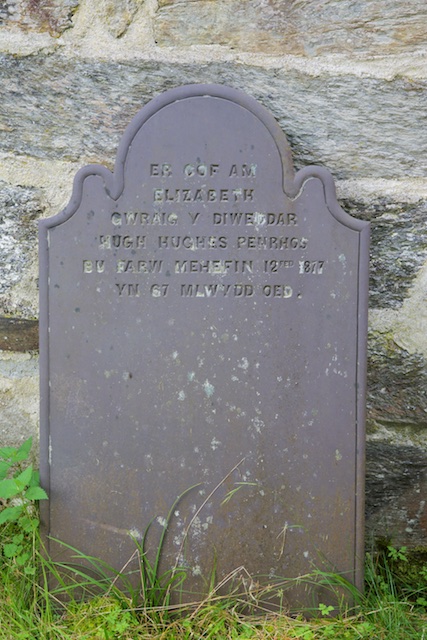 ER COF AM
ELIZABETH
GWRAIG Y DIWEDDAR
HUGH HUGHES PENRHOS
BU FARW MEHEFIN 12FED 1877
YN 67 MLWYDD OED.